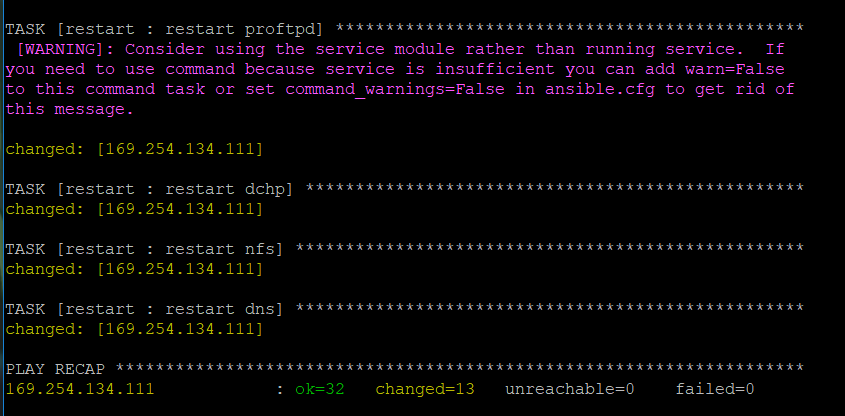 TASK [restart : restart proftpd] ***********************************************
 [WARNING]: Consider using the service module rather than running service.  If
you need to use command because service is insufficient you can add warn=False
to this command task or set command_warnings=False in ansible.cfg to get rid of
this message.
changed: [169.254.134.111]
TASK [restart : restart dchp] **************************************************
changed: [169.254.134.111]
TASK [restart : restart nfs] ***************************************************
changed: [169.254.134.111]
TASK [restart : restart dns] ***************************************************
changed: [169.254.134.111]
PLAY RECAP *********************************************************************
169.254.134.111            : ok=32   changed=13   unreachable=0    failed=0